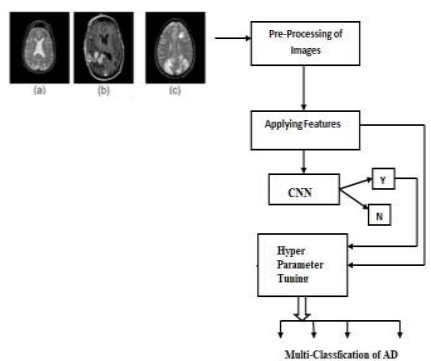 (a) (b) (c)
Pre-Processing of
Images
Applying Features
CNN
Y
N
Hyper
Parameter
Tuning
Multi-Classfication of AD